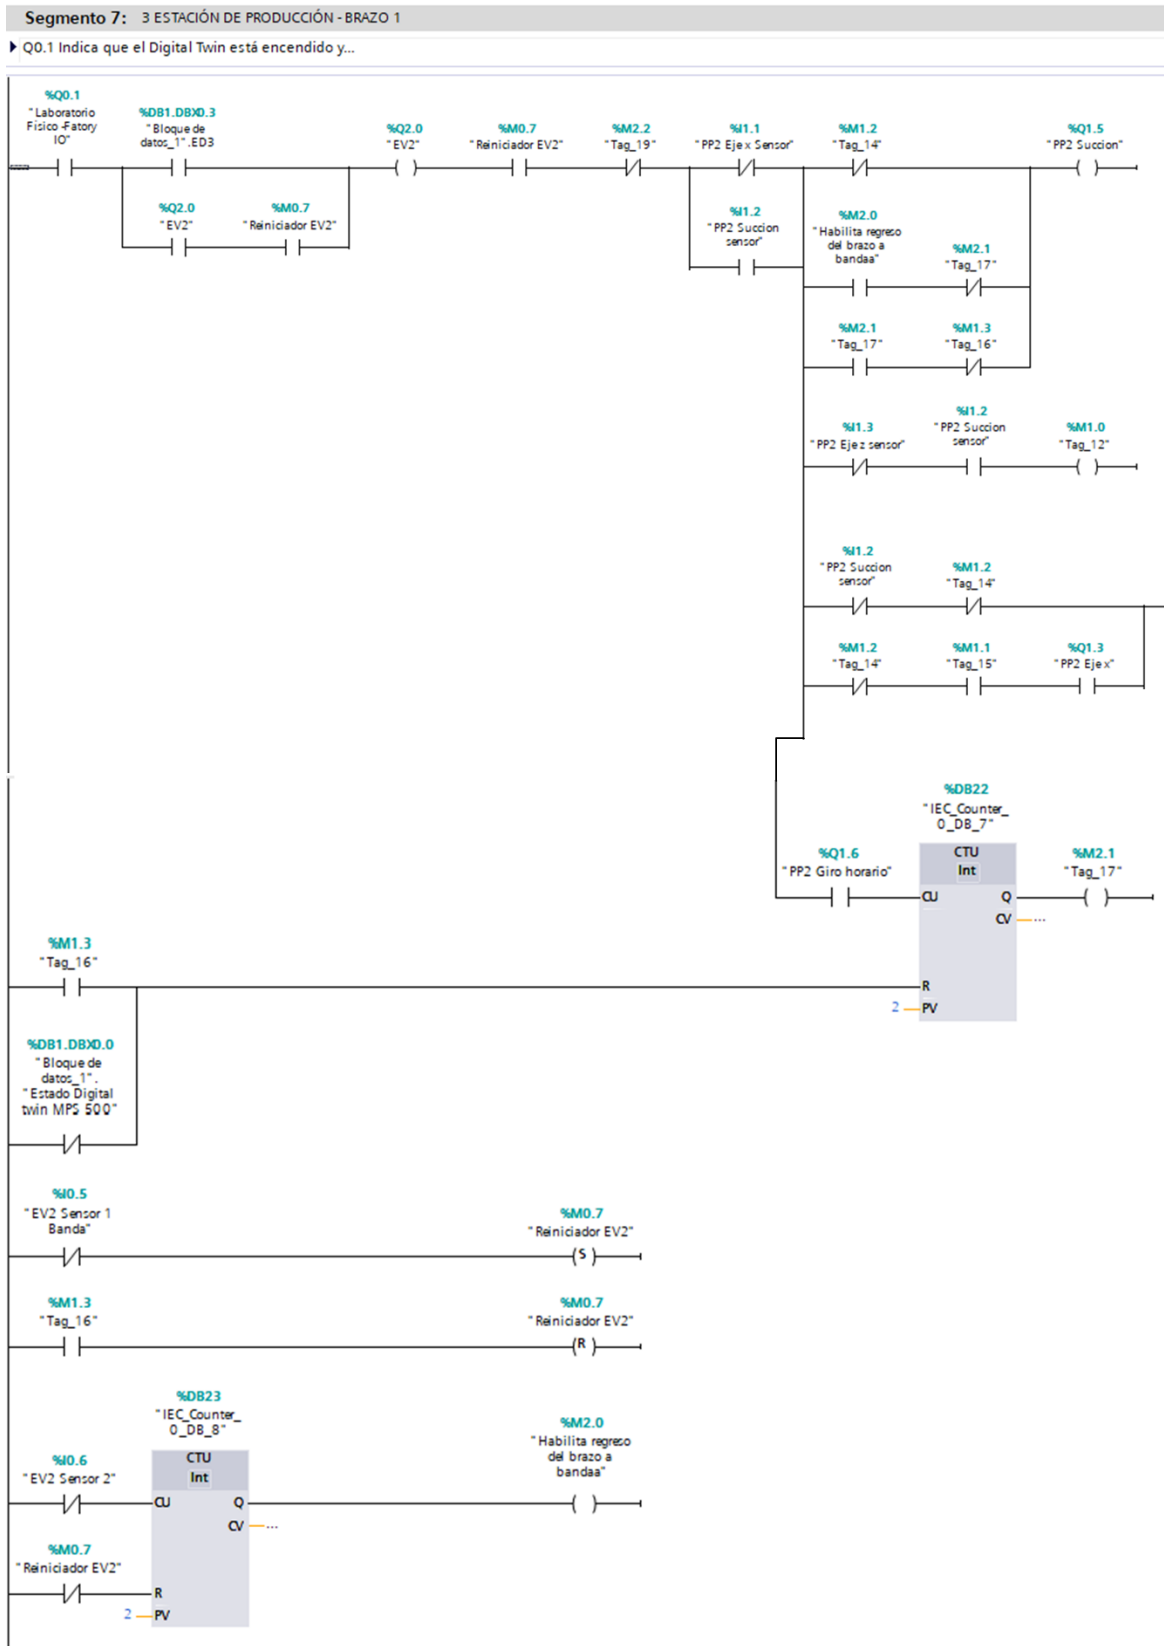 Segmento 7: 3 ESTACIÓN DE PRODUCCIÓN - BRAZO 1
Q0.1 Indica que el Digital Twin está encendido y...
%Q0.1
"Laboratorio
Fisico -Fatory
IO"
%DB1.DBX0.3
"Bloque de
datos_1".ED3
%Q2.0
"EV2"
%M0.7
"Reiniciador EV2"
%M2.2
"Tag_19"
%I1.1
"PP2 Eje x Sensor"
%M1.2
"Tag_14"
%Q1.5
"PP2 Succion"
%Q2.0
"EV2"
%M0.7
"Reiniciador EV2"
%I1.2
"PP2 Succion
sensor"
%M2.0
"Habilita regreso
del brazo a
bandaa"
%M2.1
"Tag_17"
%M2.1
"Tag_17"
%M1.3
"Tag_16"
%I1.3
"PP2 Eje z sensor"
%I1.2
"PP2 Succion
sensor"
%M1.0
"Tag_12"
%I1.2
"PP2 Succion
sensor"
%M1.2
"Tag_14"
%M1.2
"Tag_14"
%M1.1
"Tag_15"
%Q1.3
"PP2 Eje x"
%DB22
"IEC_Counter_
0_DB_7"
%Q1.6
"PP2 Giro horario"
CTU
Int
%M2.1
"Tag_17"
CU Q
CV ...
%M1.3
"Tag_16"
R
2 PV
%DB1.DBX0.0
"Bloque de
datos_1".
"Estado Digital
twin MPS 500"
%I0.5
"EV2 Sensor 1
Banda"
%M0.7
"Reiniciador EV2"
S
%M1.3
"Tag_16"
%M0.7
"Reiniciador EV2"
R
%DB23
"IEC_Counter_
0_DB_8"
%M2.0
"Habilita regreso
del brazo a
bandaa"
%I0.6
"EV2 Sensor 2"
CTU
Int
CU Q
CV ...
%M0.7
"Reiniciador EV2"
R
2 PV